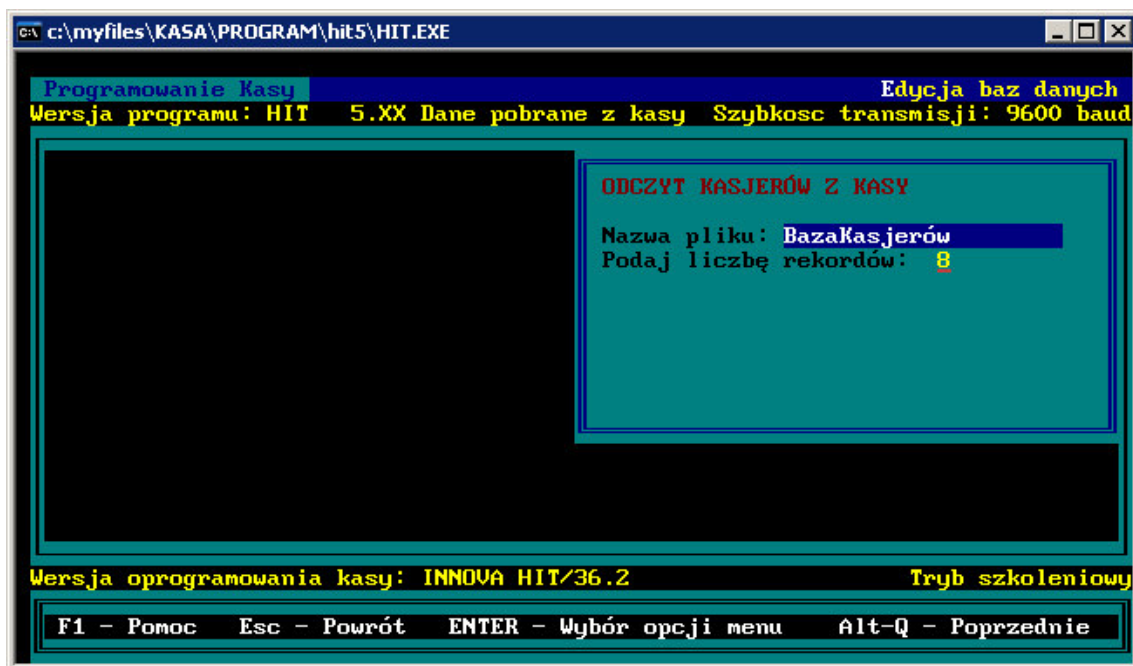 c:\myfiles\KASA\PROGRAM\hit5\HIT.EXE
Programowanie Kasy Edycja baz danych
Wersja programu: HIT 5.XX Dane pobrane z kasy Szybkosc transmisji: 9600 baud
ODCZYT KASJERÓW Z KASY
Nazwa pliku: BazaKasjerów
Podaj liczbę rekordów: 8
Wersja oprogramowania kasy: INNOVA HIT/36.2 Tryb szkoleniowy
F1 - Pomoc Esc - Powrót ENTER - Wybór opcji menu Alt-Q - Poprzednie